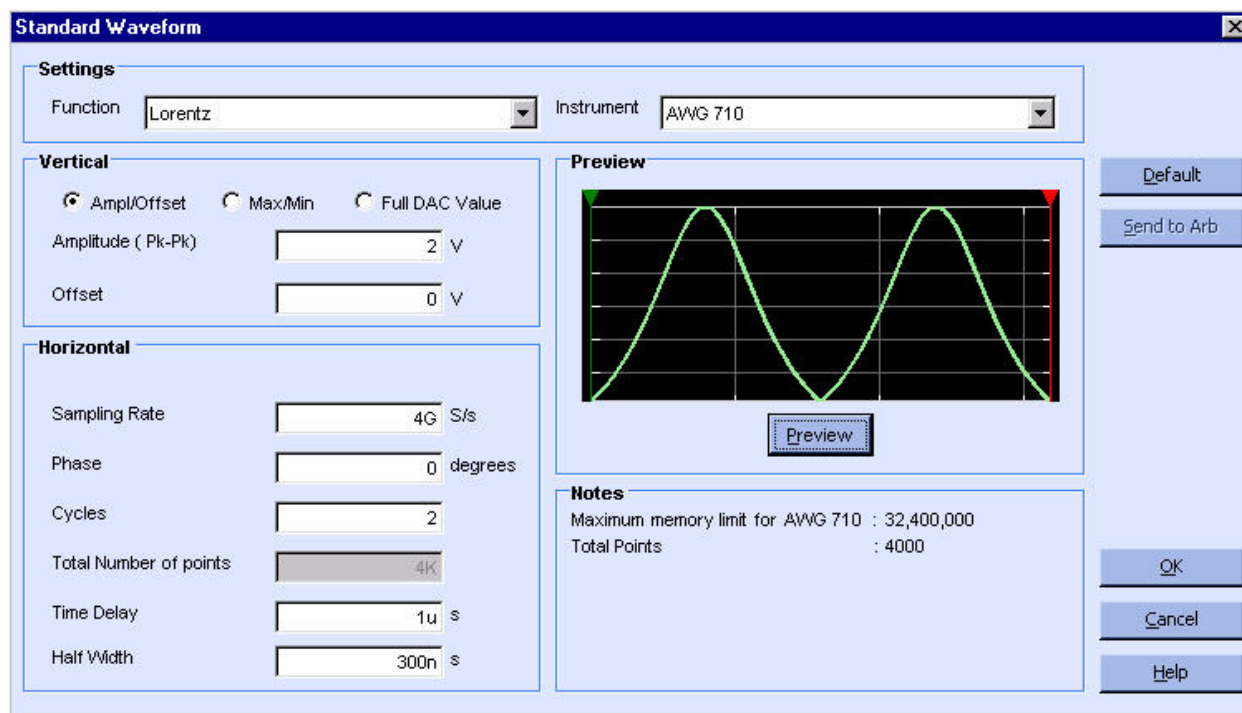 Standard Waveform
Settings
Function Lorentz Instrument AWG 710
Vertical
Ampl/Offset Max/Min Full DAC Value
Amplitude ( Pk-Pk) 2 V
Offset 0 V
Horizontal
Sampling Rate 4G S/s
Phase 0 degrees
Cycles 2
Total Number of points 4K
Time Delay 1u s
Half Width 300n s
Preview
Preview
Notes
Maximum memory limit for AWG 710 : 32,400,000
Total Points : 4000
Default
Send to Arb
OK
Cancel
Help